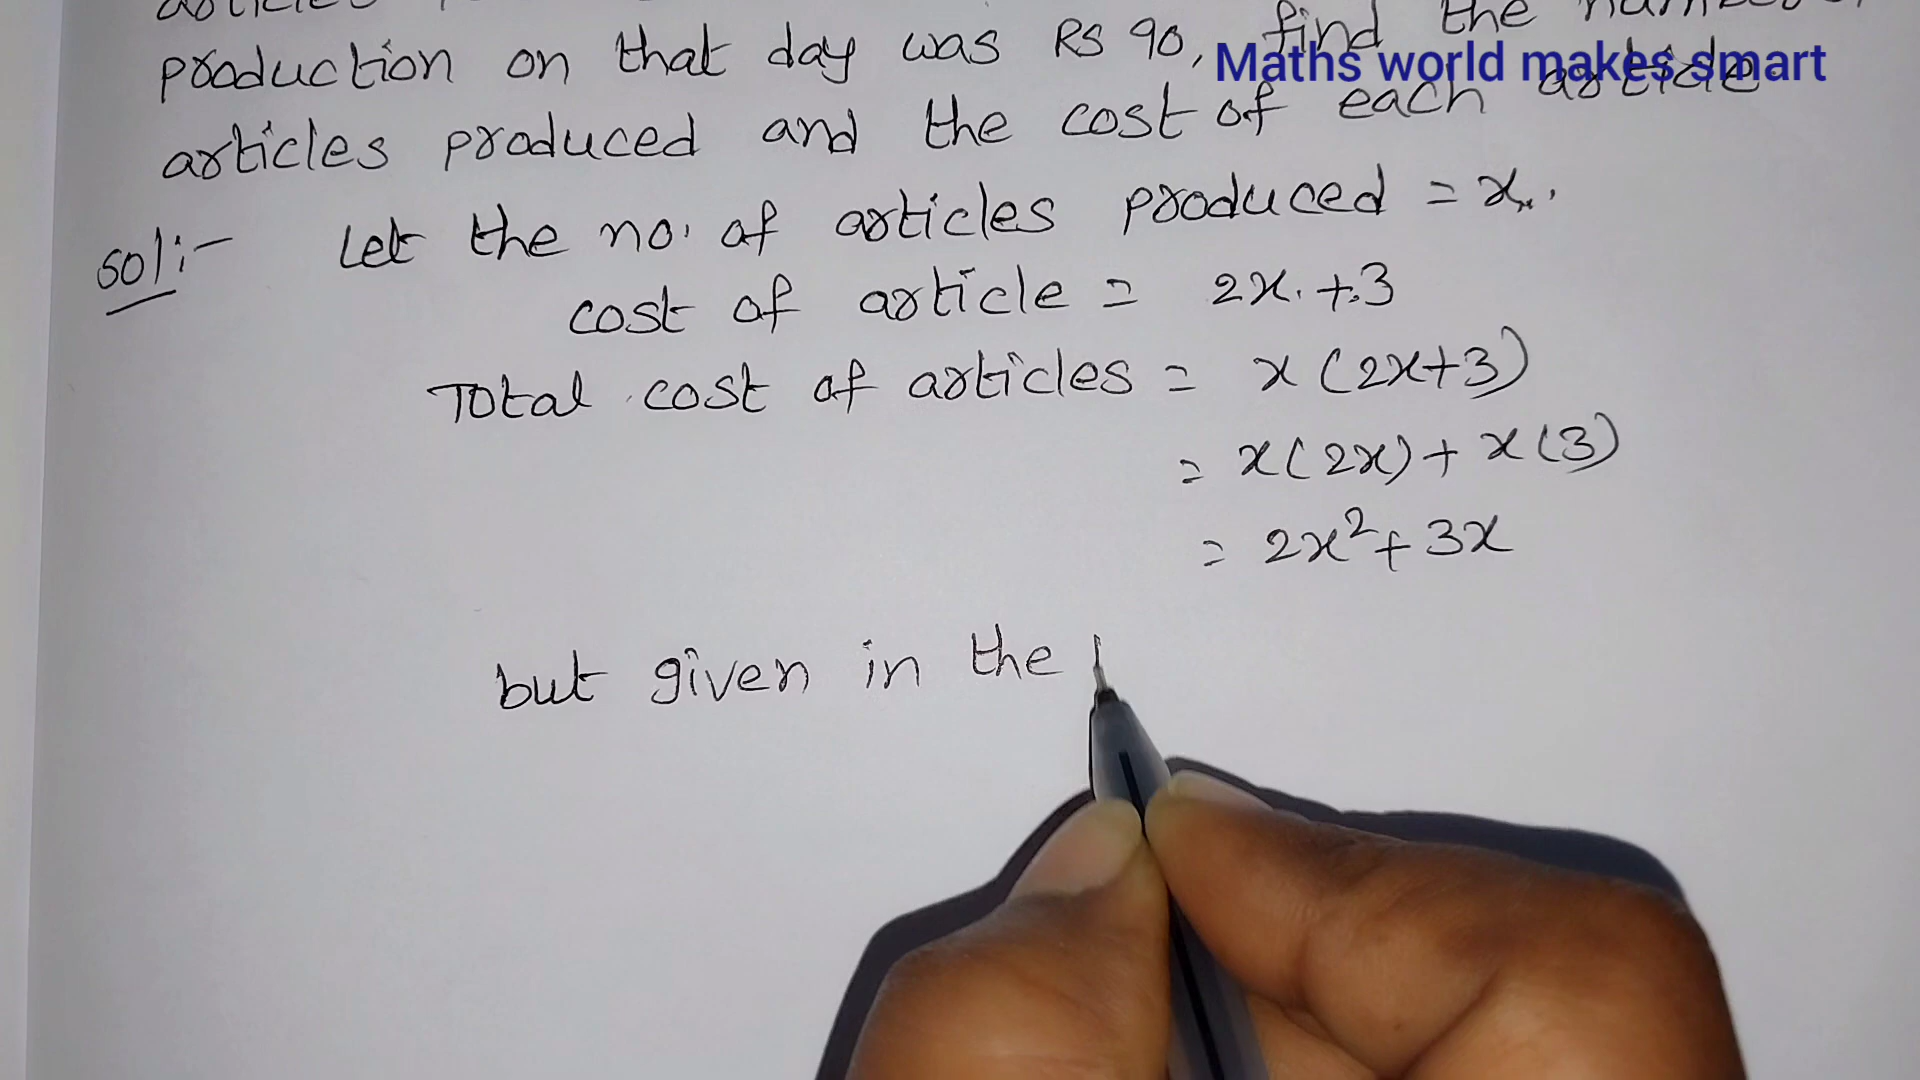 production on that day was RS 90, find the
Maths world makes smart
articles produced and the cost of each article.
sol:- Let the no. of articles produced = x.
cost of article = 2x + 3
Total cost of articles = x (2x+3)
= x(2x) + x(3)
= 2x² + 3x
but given in the